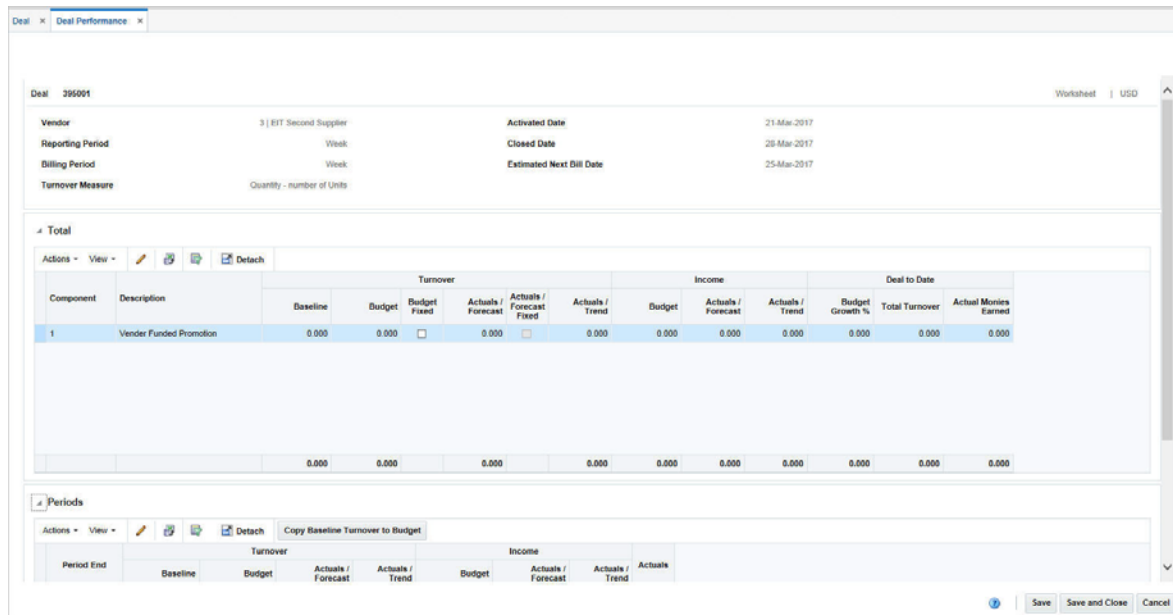 Deal × Deal Performance ×
Deal 395001 Worksheet | USD
Vendor 3 | EIT Second Supplier Activated Date 21-Mar-2017
Reporting Period Week Closed Date 28-Mar-2017
Billing Period Week Estimated Next Bill Date 25-Mar-2017
Turnover Measure Quantity - number of Units
Total
Actions View Detach
Turnover Income Deal to Date
Component Description Baseline Budget Budget Fixed Actuals / Forecast Actuals / Forecast Fixed Actuals / Trend Budget Actuals / Forecast Actuals / Trend Budget Growth % Total Turnover Actual Monies Earned
1 Vender Funded Promotion 0.000 0.000 0.000 0.000 0.000 0.000 0.000 0.000 0.000 0.000
0.000 0.000 0.000 0.000 0.000 0.000 0.000 0.000 0.000 0.000
Periods
Actions View Detach Copy Baseline Turnover to Budget
Turnover Income
Period End Baseline Budget Actuals / Forecast Actuals / Trend Budget Actuals / Forecast Actuals / Trend Actuals
? Save Save and Close Cancel